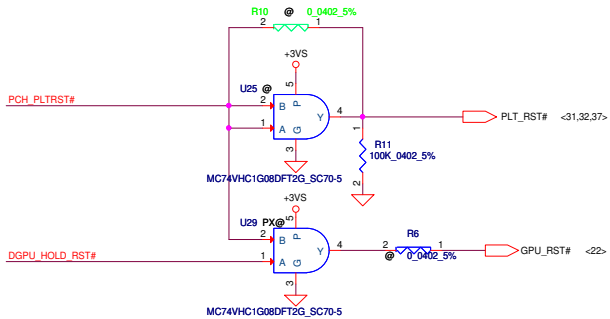 R10 @ 0_0402_5%
2 1
+3VS
U25 @
5
P
PCH_PLTRST#
2 B
Y 4
1 A
G
PLT_RST# <31,32,37>
3
1
R11
100K_0402_5%
2
MC74VHC1G08DFT2G_SC70-5
+3VS
U29 PX@
5
P
2 B
Y 4
R6
2 1
@ 0_0402_5%
GPU_RST# <22>
DGPU_HOLD_RST#
1 A
G
3
MC74VHC1G08DFT2G_SC70-5